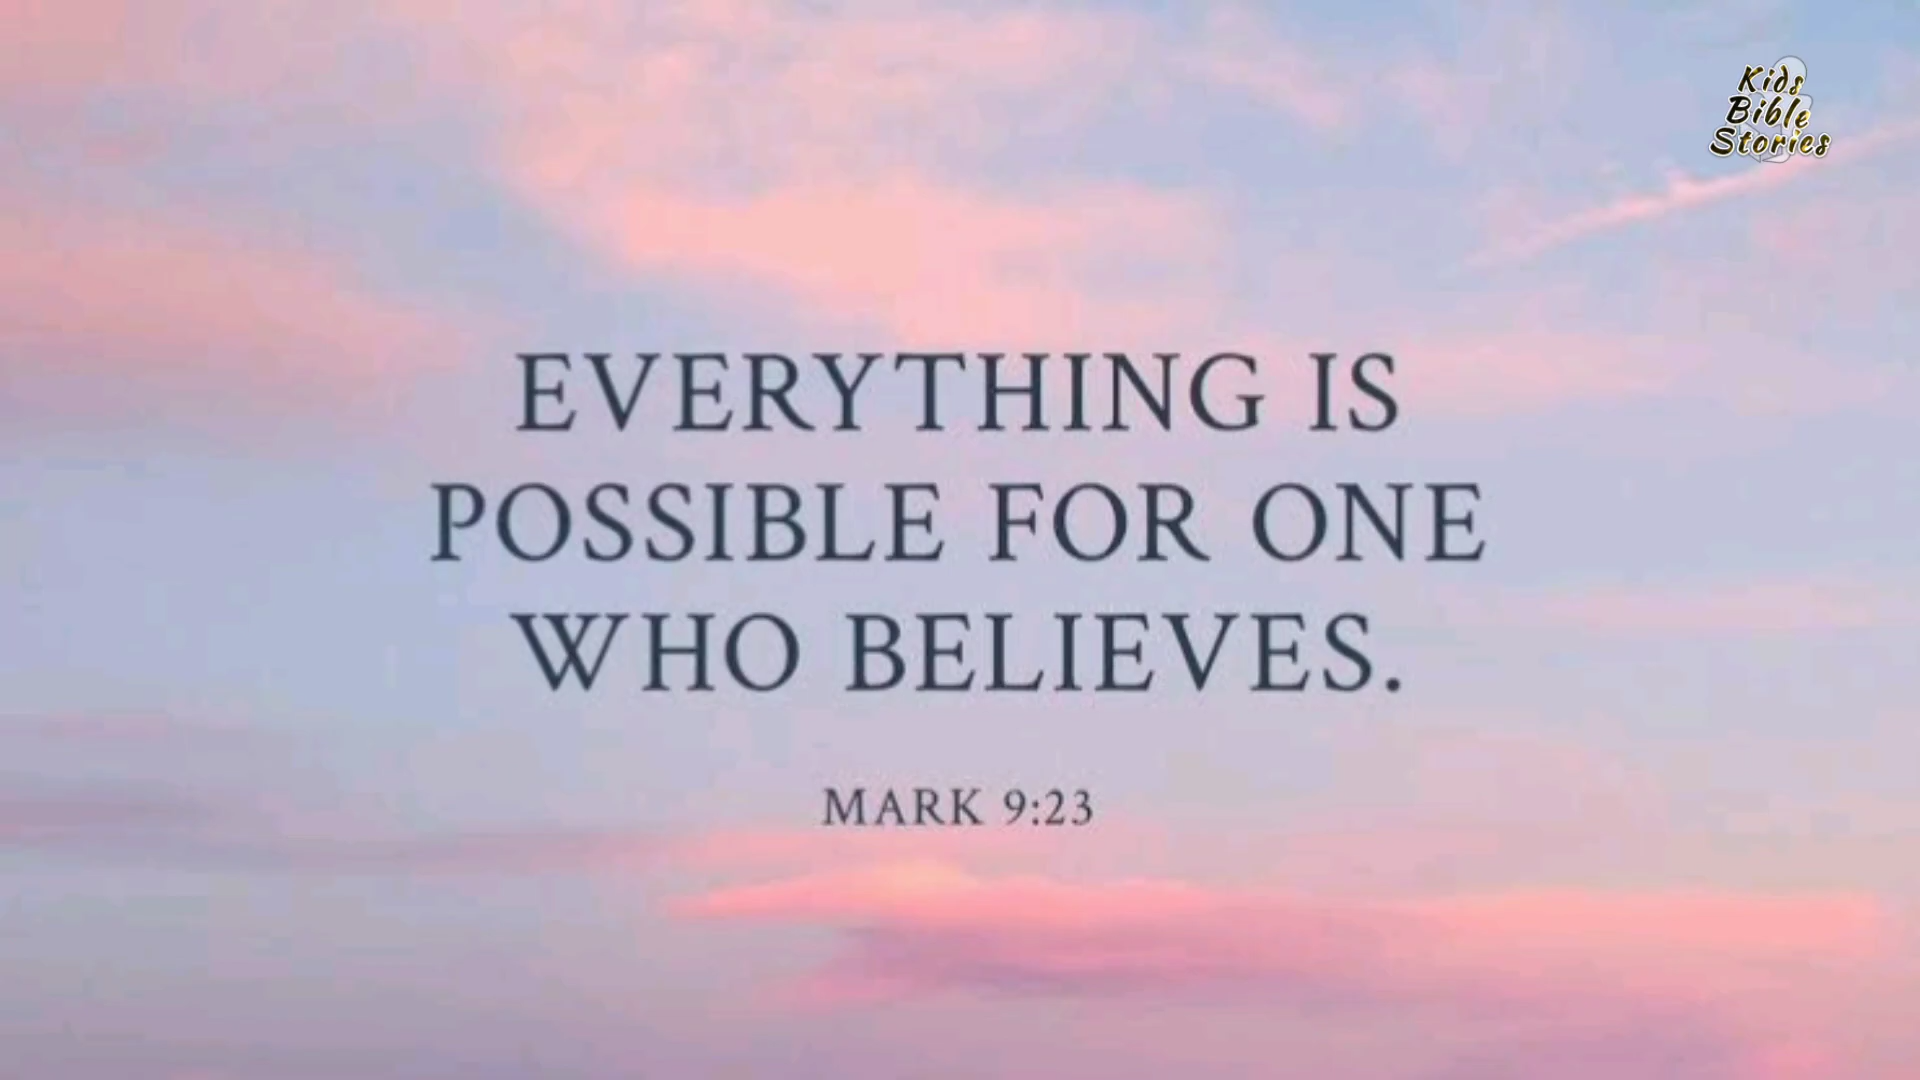 Kids
Bible
Stories
EVERYTHING IS
POSSIBLE FOR ONE
WHO BELIEVES.
MARK 9:23